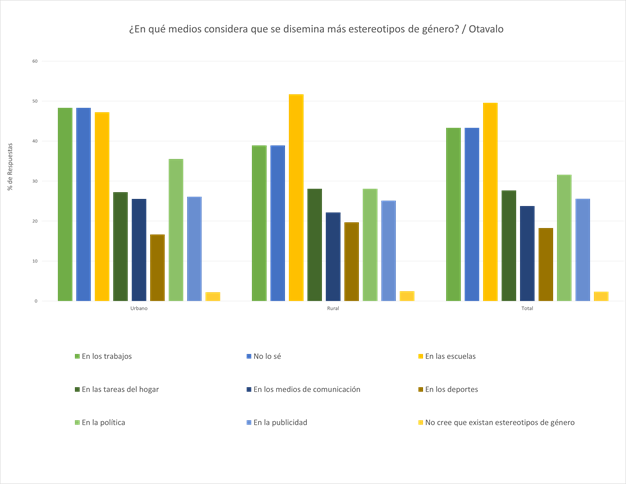 ¿En qué medios considera que se disemina más estereotipos de género? / Otavalo
60
50
40
30
20
10
0
% de Respuestas
Urbano
Rural
Total
En los trabajos
No lo sé
En las escuelas
En las tareas del hogar
En los medios de comunicación
En los deportes
En la política
En la publicidad
No cree que existan estereotipos de género